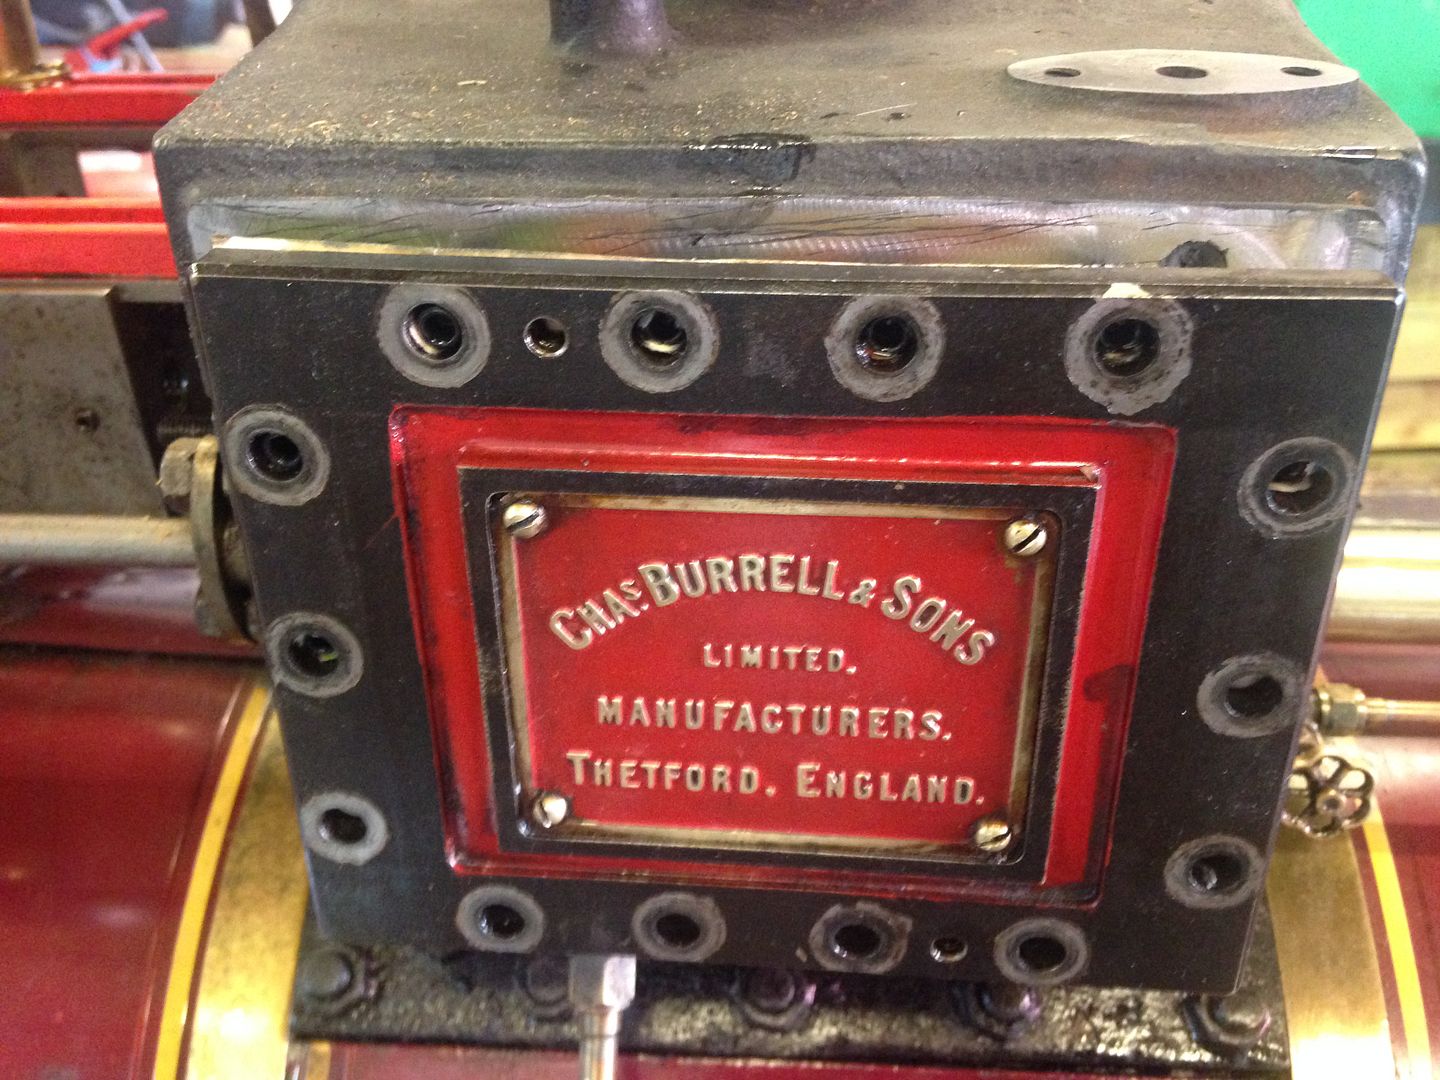 CHAS. BURRELL & SONS
LIMITED.
MANUFACTURERS.
THETFORD. ENGLAND.